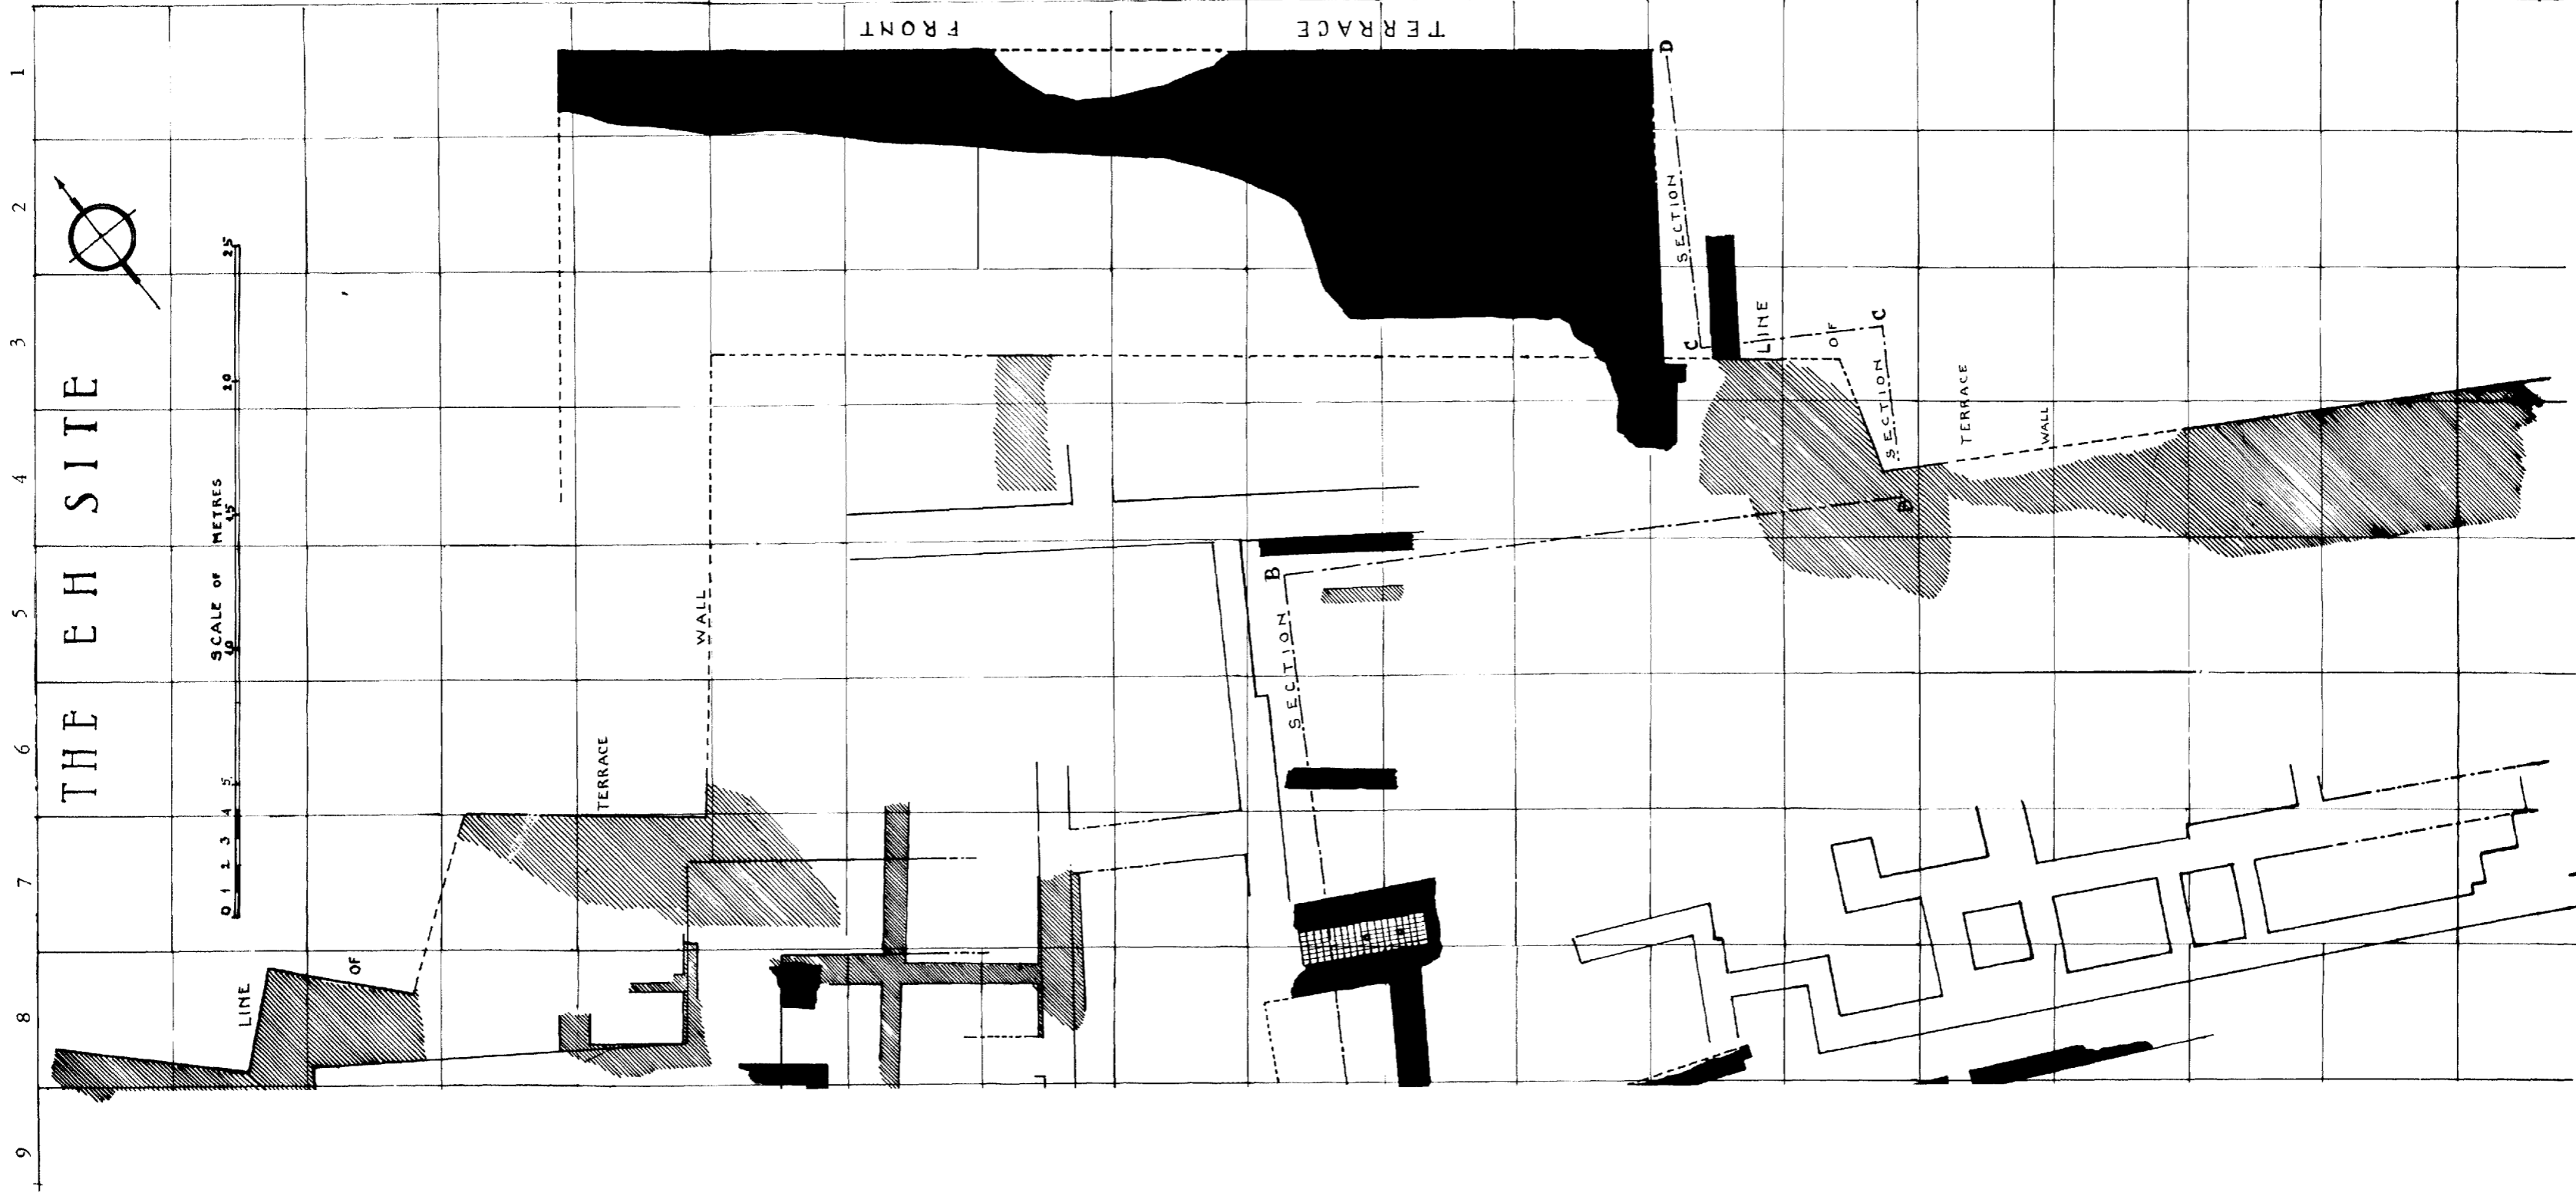 THE EH SITE
SCALE OF METRES
0 1 2 3 4 5 10 15 20 25
1
2
3
4
5
6
7
8
9
TERRACE FRONT
D
SECTION
C
LINE
OF
C
SECTION
TERRACE
WALL
B
B
SECTION
WALL
TERRACE
OF
LINE